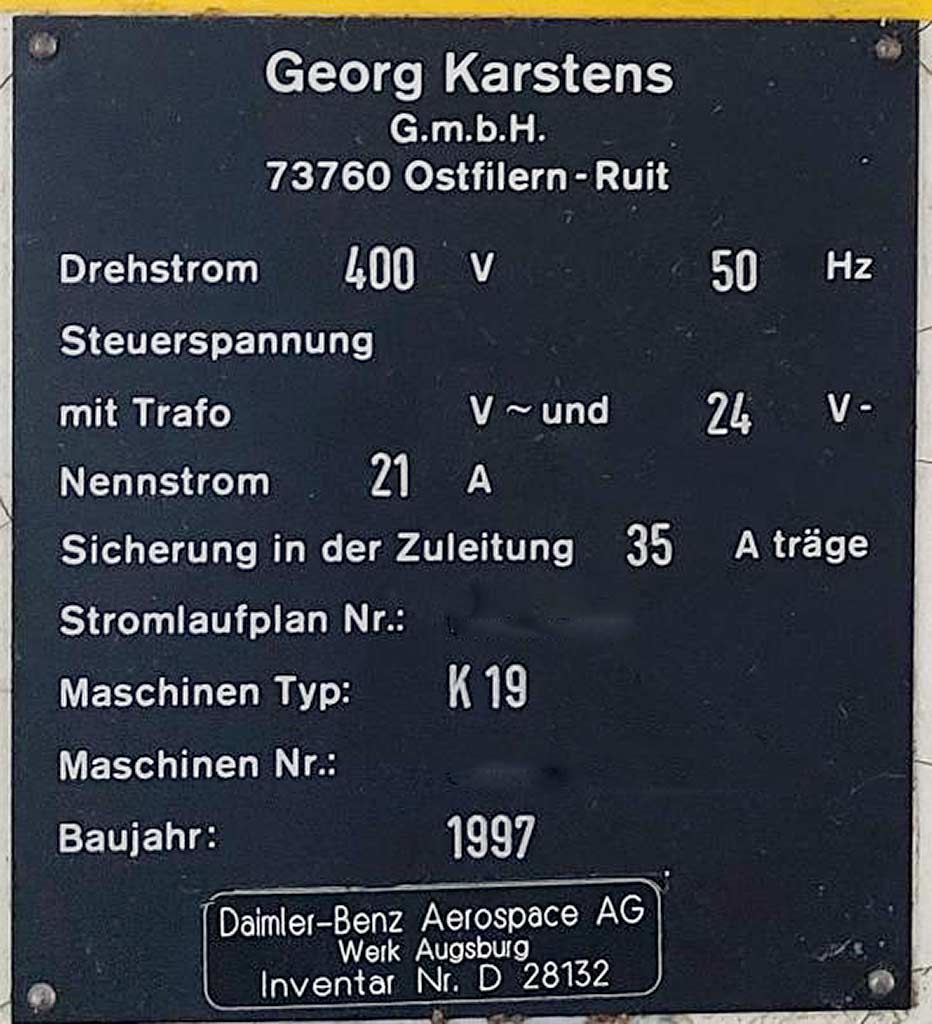 Georg Karstens
G.m.b.H.
73760 Ostfilern-Ruit
Drehstrom 400 V 50 Hz
Steuerspannung
mit Trafo V ~ und 24 V -
Nennstrom 21 A
Sicherung in der Zuleitung 35 A träge
Stromlaufplan Nr.:
Maschinen Typ: K 19
Maschinen Nr.:
Baujahr: 1997
Daimler-Benz Aerospace AG
Werk Augsburg
Inventar Nr. D 28132